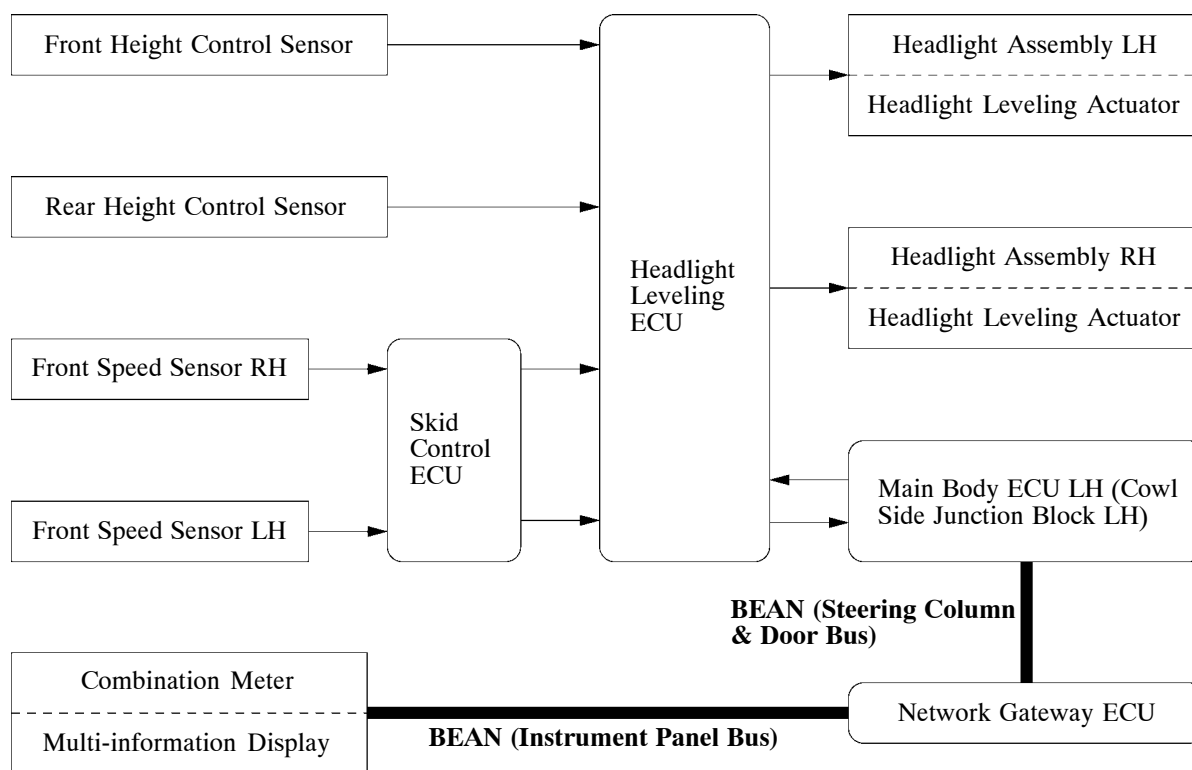 Front Height Control Sensor
Headlight Assembly LH
Headlight Leveling Actuator
Rear Height Control Sensor
Headlight
Leveling
ECU
Headlight Assembly RH
Headlight Leveling Actuator
Front Speed Sensor RH
Skid
Control
ECU
Front Speed Sensor LH
Main Body ECU LH (Cowl
Side Junction Block LH)
BEAN (Steering Column
& Door Bus)
Combination Meter
Multi-information Display
BEAN (Instrument Panel Bus)
Network Gateway ECU